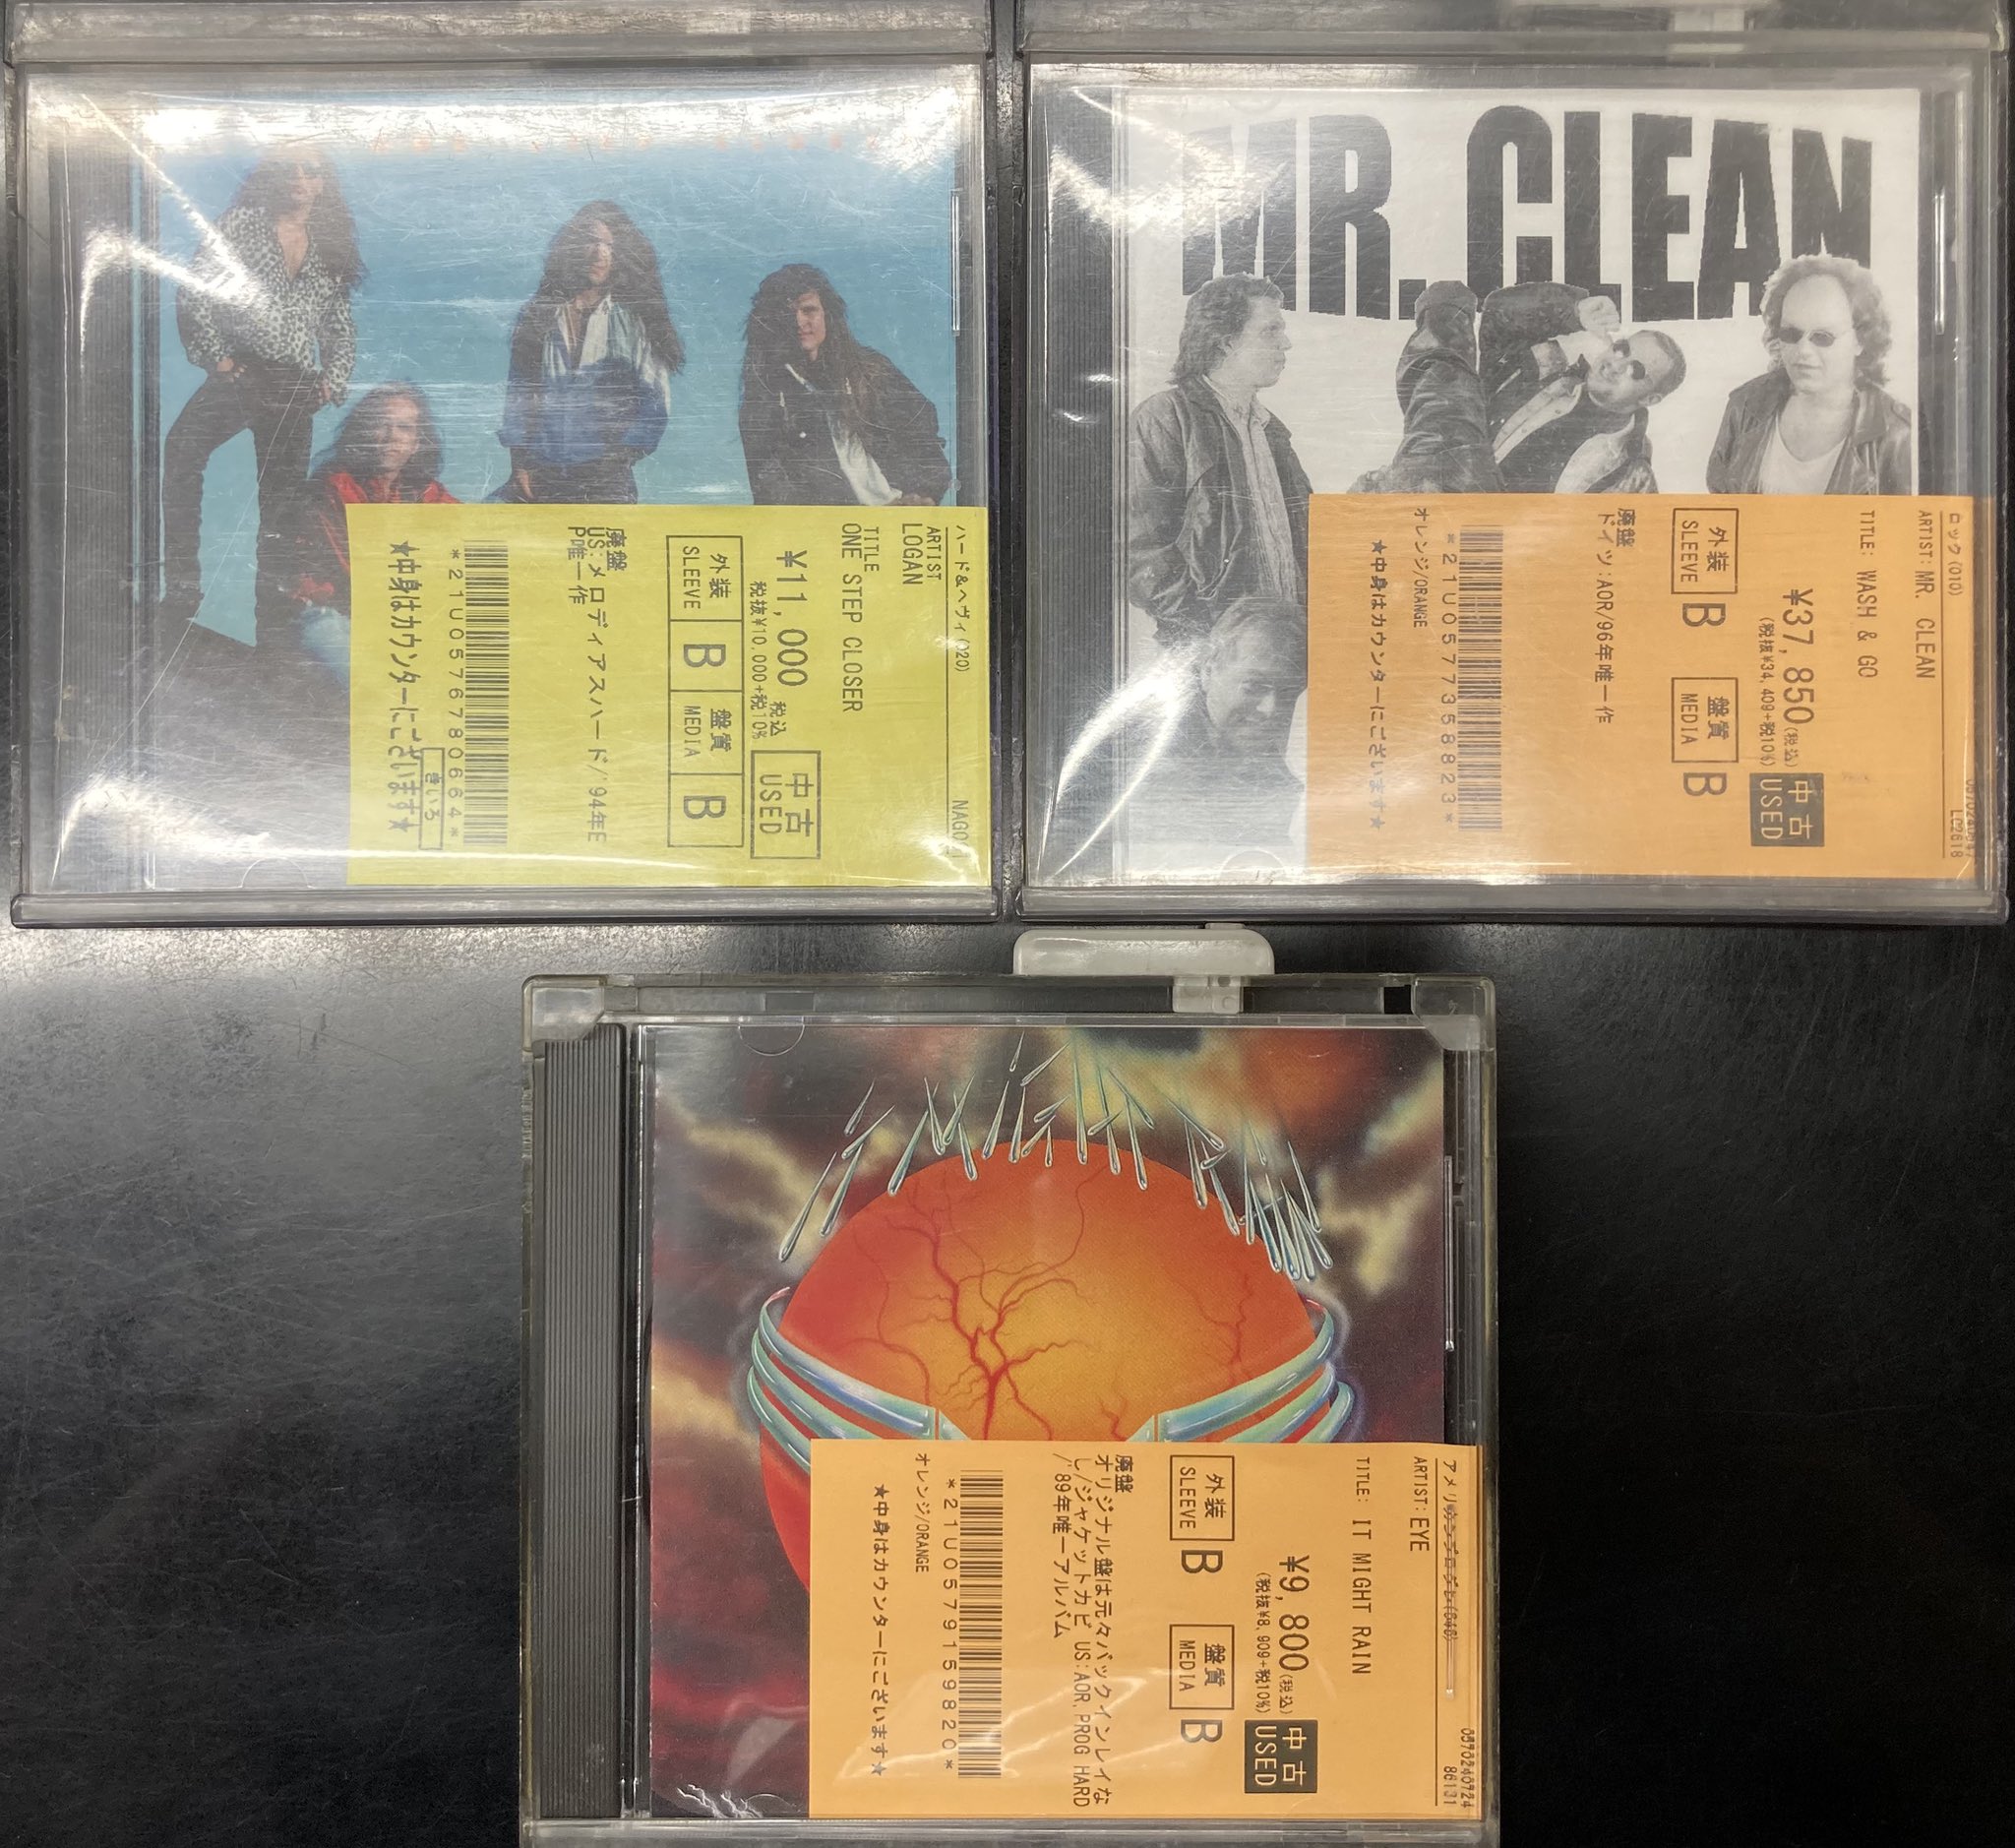 ハード&ヘヴィ(020)
ARTIST
LOGAN
TITLE
ONE STEP CLOSER
¥11,000 税込
税抜¥10,000+税10%
中古
USED
外装
SLEEVE
B
盤質
MEDIA
B
廃盤
US:メロディアスハード/'94年E
P唯一作
*21U0576780664*
きいろ
★中身はカウンターにございます★
MR.CLEAN
ロック(010)
LC2618
ARTIST:MR. CLEAN
TITLE: WASH & GO
¥37,850(税込)
(税抜¥34,409+税10%)
中古
USED
外装
SLEEVE
B
盤質
MEDIA
B
廃盤
ドイツ:AOR/96年唯一作
*21U0577358823*
オレンジ/ORANGE
★中身はカウンターにございます★
IT MIGHT RAIN
0570240724
86131
ARTIST:EYE
TITLE: IT MIGHT RAIN
¥9,800(税込)
(税抜¥8,909+税10%)
中古
USED
外装
SLEEVE
B
盤質
MEDIA
B
廃盤
オリジナル盤は元々バックインレイな
し/ジャケットカビ US:AOR,PROG HARD
/'89年唯一アルバム
*21U0579159820*
オレンジ/ORANGE
★中身はカウンターにございます★